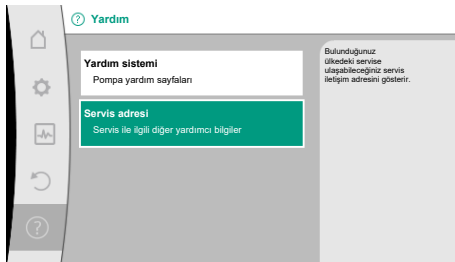 Yardım
Yardım sistemi
Pompa yardım sayfaları
Servis adresi
Servis ile ilgili diğer yardımcı bilgiler
Bulunduğunuz
ülkedeki servise
ulaşabileceğiniz servis
iletişim adresini gösterir.